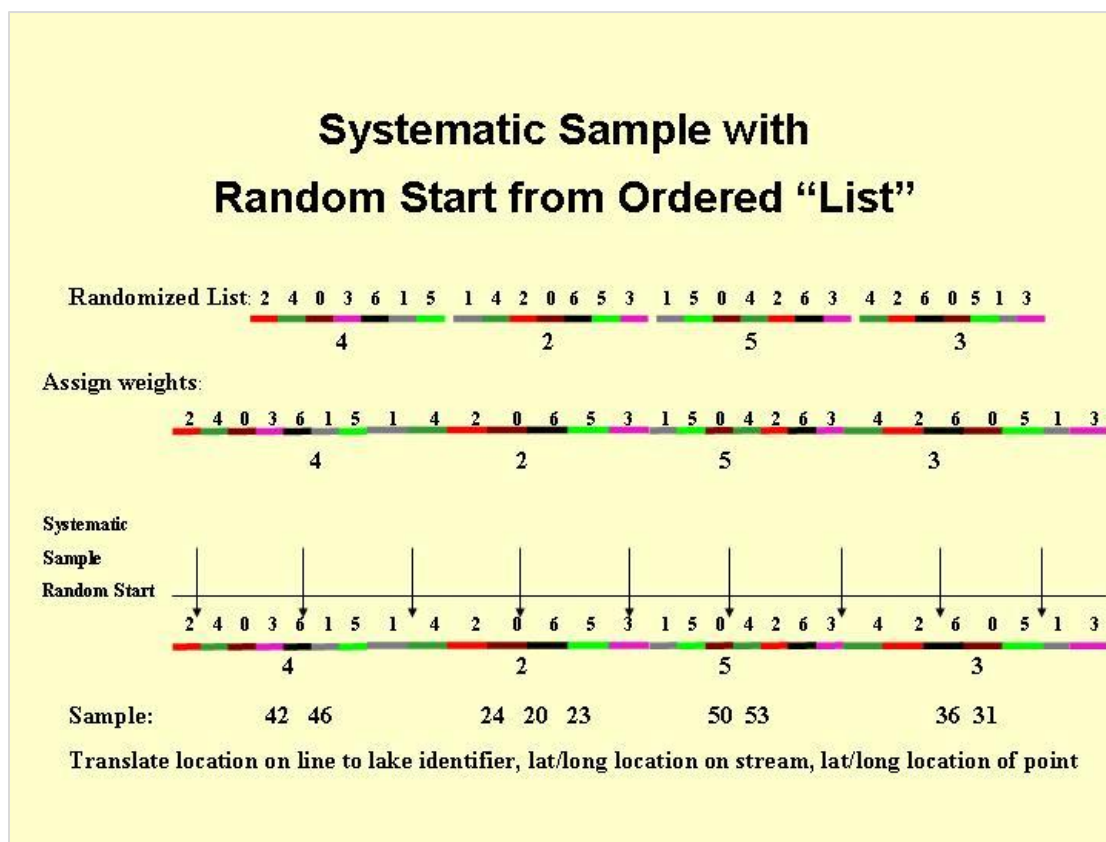 Systematic Sample with
Random Start from Ordered “List”
Randomized List: 2 4 0 3 6 1 5 1 4 2 0 6 5 3 1 5 0 4 2 6 3 4 2 6 0 5 1 3
4 2 5 3
Assign weights:
2 4 0 3 6 1 5 1 4 2 0 6 5 3 1 5 0 4 2 6 3 4 2 6 0 5 1 3
4 2 5 3
Systematic
Sample
Random Start
2 4 0 3 6 1 5 1 4 2 0 6 5 3 1 5 0 4 2 6 3 4 2 6 0 5 1 3
4 2 5 3
Sample: 42 46 24 20 23 50 53 36 31
Translate location on line to lake identifier, lat/long location on stream, lat/long location of point